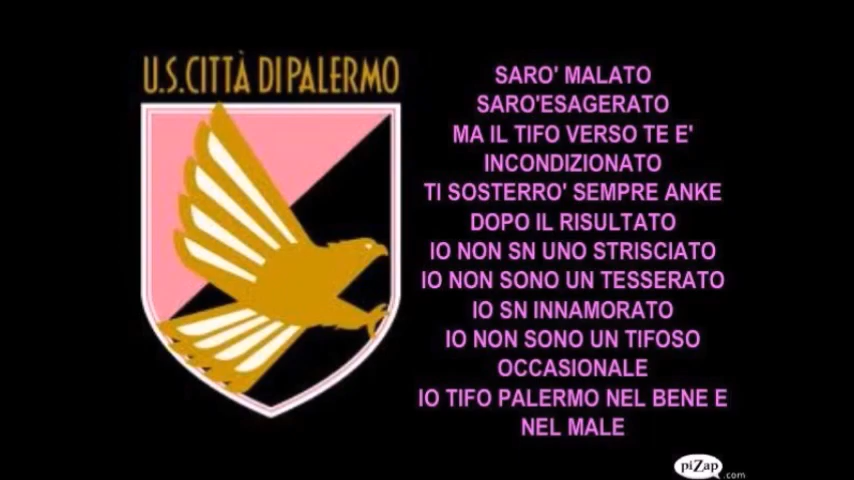 U.S.CITTÀ DI PALERMO
SARO' MALATO
SARO'ESAGERATO
MA IL TIFO VERSO TE E'
INCONDIZIONATO
TI SOSTERRO' SEMPRE ANKE
DOPO IL RISULTATO
IO NON SN UNO STRISCIATO
IO NON SONO UN TESSERATO
IO SN INNAMORATO
IO NON SONO UN TIFOSO
OCCASIONALE
IO TIFO PALERMO NEL BENE E
NEL MALE
piZap.com